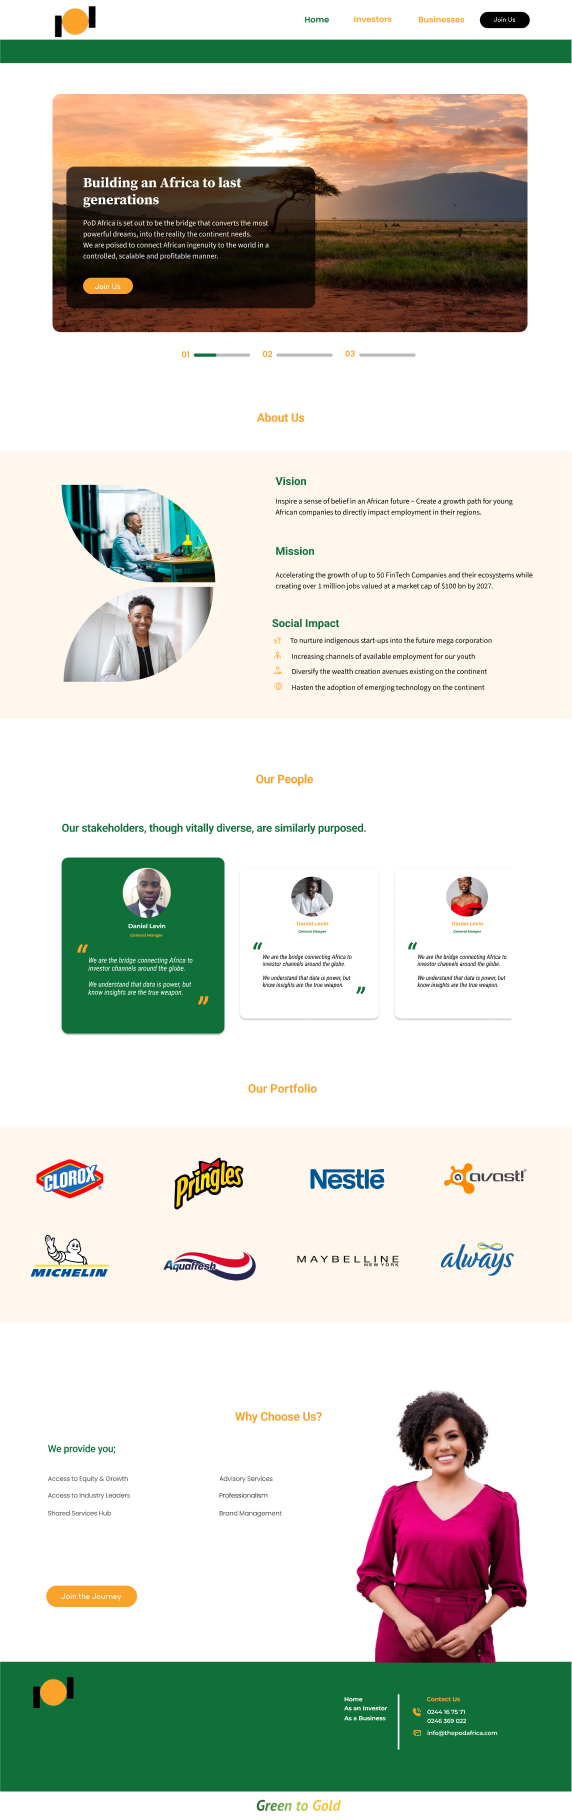 Home
Investors
Businesses
Join Us
Building an Africa to last
generations
PoD Africa is set out to be the bridge that converts the most
powerful dreams, into the reality the continent needs.
We are poised to connect African ingenuity to the world in a
controlled, scalable and profitable manner.
Join Us
01
02
03
About Us
Vision
Inspire a sense of belief in an African future – Create a growth path for young
African companies to directly impact employment in their regions.
Mission
Accelerating the growth of up to 50 FinTech Companies and their ecosystems while
creating over 1 million jobs valued at a market cap of $100 bn by 2027.
Social Impact
To nurture indigenous start-ups into the future mega corporation
Increasing channels of available employment for our youth
Diversify the wealth creation avenues existing on the continent
Hasten the adoption of emerging technology on the continent
Our People
Our stakeholders, though vitally diverse, are similarly purposed.
Daniel Levin
General Manger
“
We are the bridge connecting Africa to
investor channels around the globe.
We understand that data is power, but
know insights are the true weapon.
”
Daniel Levin
General Manger
“
We are the bridge connecting Africa to
investor channels around the globe.
We understand that data is power, but
know insights are the true weapon.
”
Daniel Levin
General Manger
“
We are the bridge connecting Africa to
investor channels around the globe.
We understand that data is power, but
know insights are the true weapon.
Our Portfolio
CLOROX
Pringles
Nestlé
avast!
MICHELIN
Aquafresh
MAYBELLINE
NEW YORK
always
Why Choose Us?
We provide you;
Access to Equity & Growth
Access to Industry Leaders
Shared Services Hub
Advisory Services
Professionalism
Brand Management
Join the Journey
Home
As an Investor
As a Business
Contact Us
0244 16 75 71
0246 369 022
info@thepodafrica.com
Green to Gold